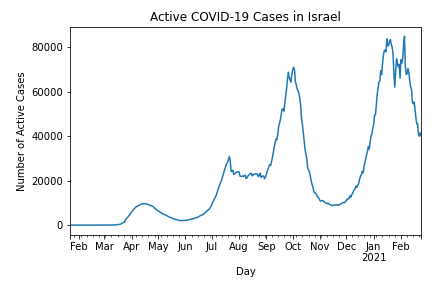 Active COVID-19 Cases in Israel
Number of Active Cases
80000
60000
40000
20000
0
Feb Mar Apr May Jun Jul Aug Sep Oct Nov Dec Jan Feb
2021
Day